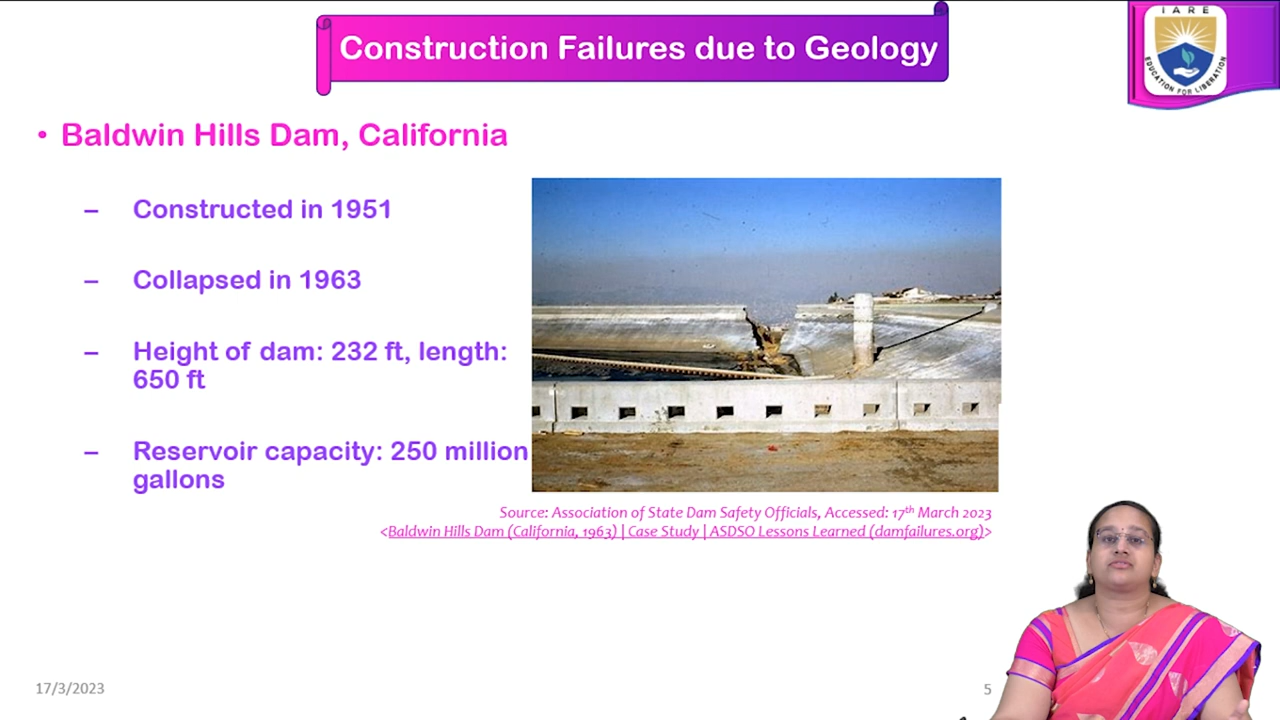 Construction Failures due to Geology
IARE
EDUCATION FOR LIBERATION
• Baldwin Hills Dam, California
– Constructed in 1951
– Collapsed in 1963
– Height of dam: 232 ft, length:
650 ft
– Reservoir capacity: 250 million
gallons
Source: Association of State Dam Safety Officials, Accessed: 17th March 2023
<Baldwin Hills Dam (California, 1963) | Case Study | ASDSO Lessons Learned (damfailures.org)>
17/3/2023
5